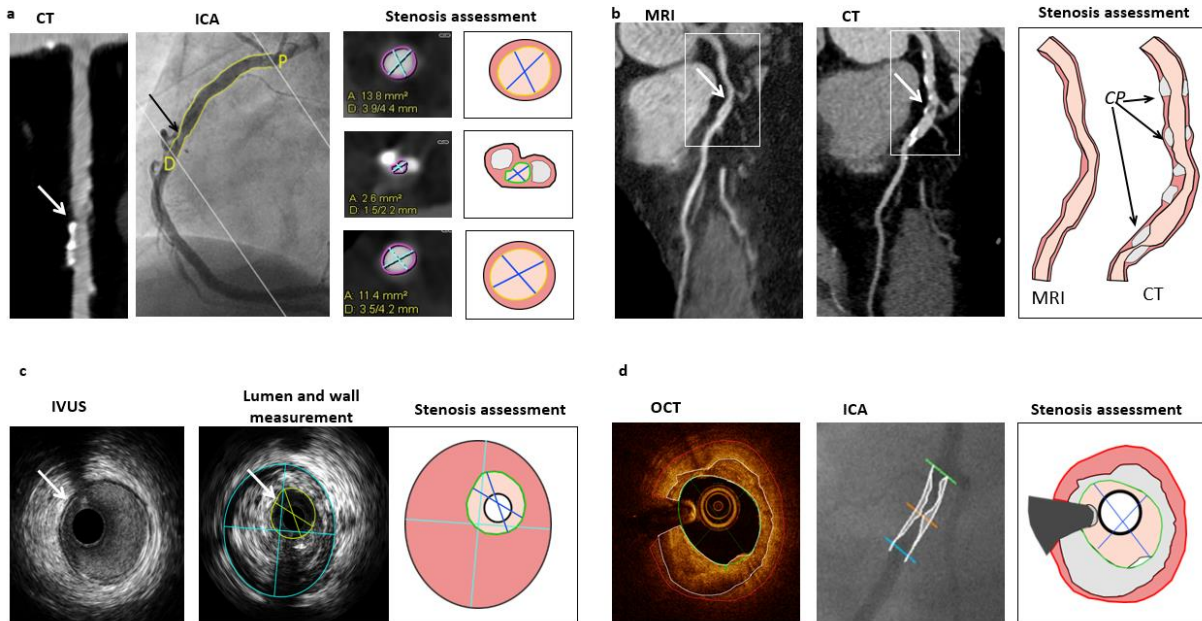 a
CT
ICA
Stenosis assessment
P
D
A: 13.8 mm²
D: 3.9/4.4 mm
A: 2.6 mm²
D: 1.5/2.2 mm
A: 11.4 mm²
D: 3.5/4.2 mm
b
MRI
CT
Stenosis assessment
CP
MRI
CT
c
IVUS
Lumen and wall
measurement
Stenosis assessment
d
OCT
ICA
Stenosis assessment